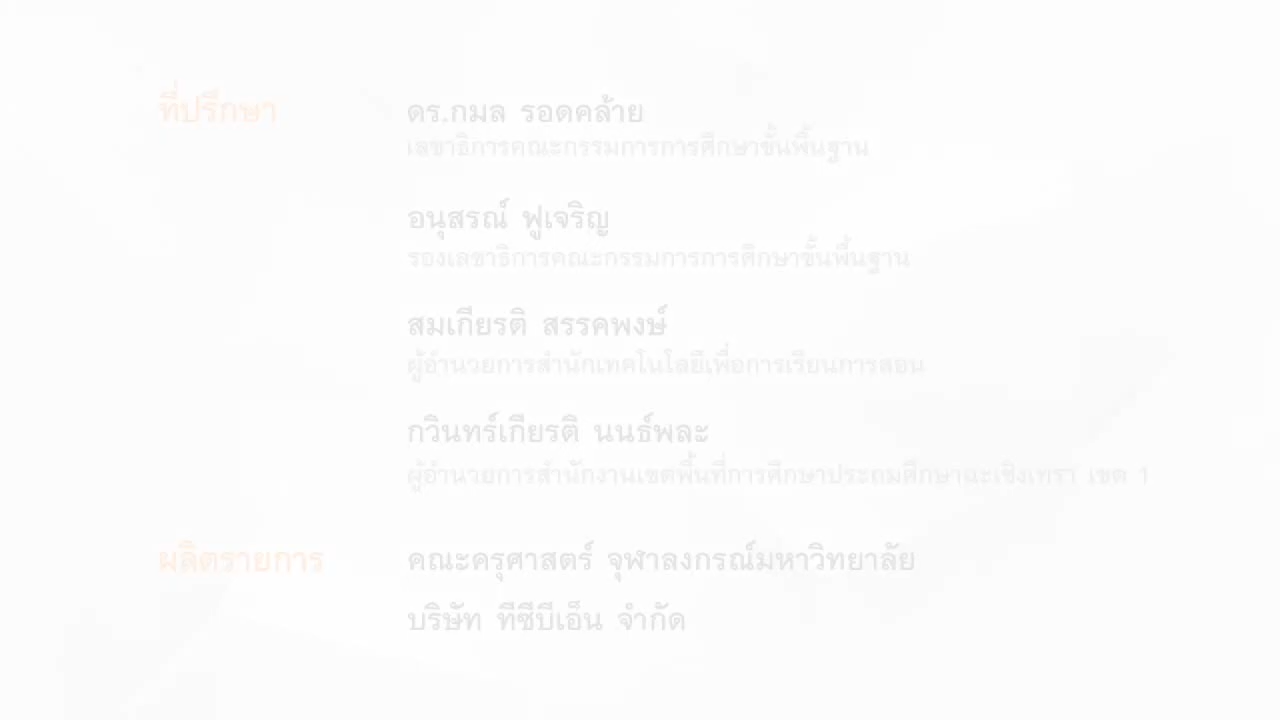 ที่ปรึกษา ดร.กมล รอดคล้าย
เลขาธิการคณะกรรมการการศึกษาขั้นพื้นฐาน
อนุสรณ์ ฟูเจริญ
รองเลขาธิการคณะกรรมการการศึกษาขั้นพื้นฐาน
สมเกียรติ สรรคพงษ์
ผู้อำนวยการสำนักเทคโนโลยีเพื่อการเรียนการสอน
กวินทร์เกียรติ นนธ์พละ
ผู้อำนวยการสำนักงานเขตพื้นที่การศึกษาประถมศึกษาฉะเชิงเทรา เขต 1
ผลิตรายการ คณะครุศาสตร์ จุฬาลงกรณ์มหาวิทยาลัย
บริษัท ทีซีบีเอ็น จำกัด